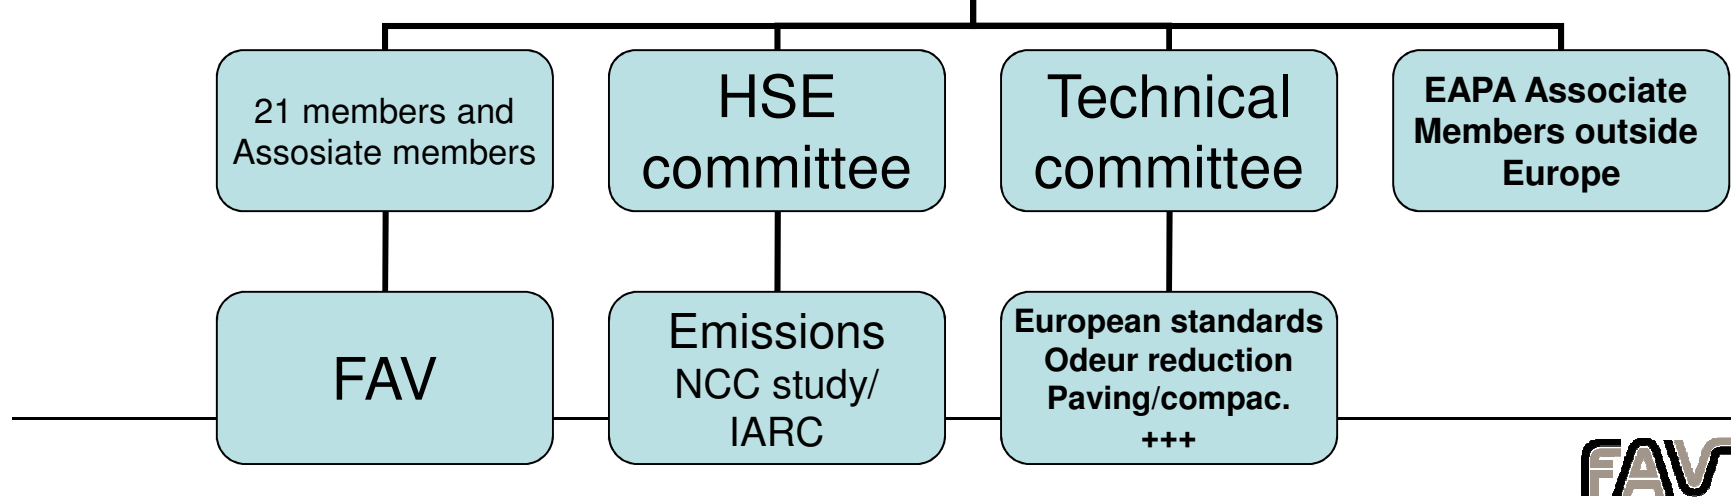 21 members and
Assosiate members
HSE
committee
Technical
committee
EAPA Associate
Members outside
Europe
FAV
Emissions
NCC study/
IARC
European standards
Odeur reduction
Paving/compac.
+++
FAV